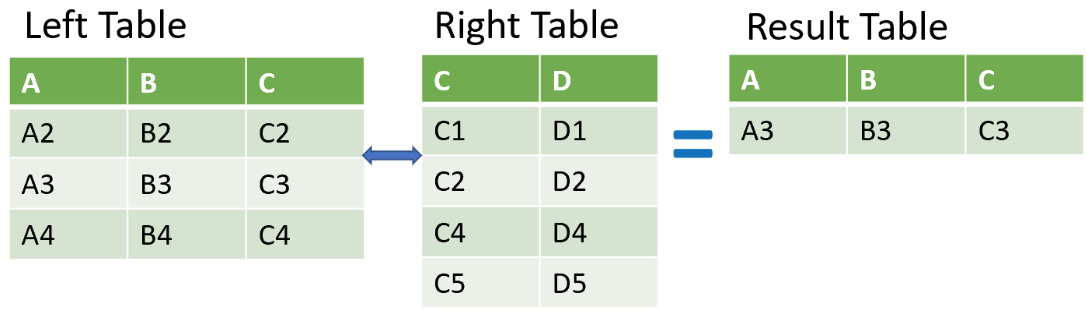 Left Table
A B C
A2 B2 C2
A3 B3 C3
A4 B4 C4
Right Table
C D
C1 D1
C2 D2
C4 D4
C5 D5
=
Result Table
A B C
A3 B3 C3